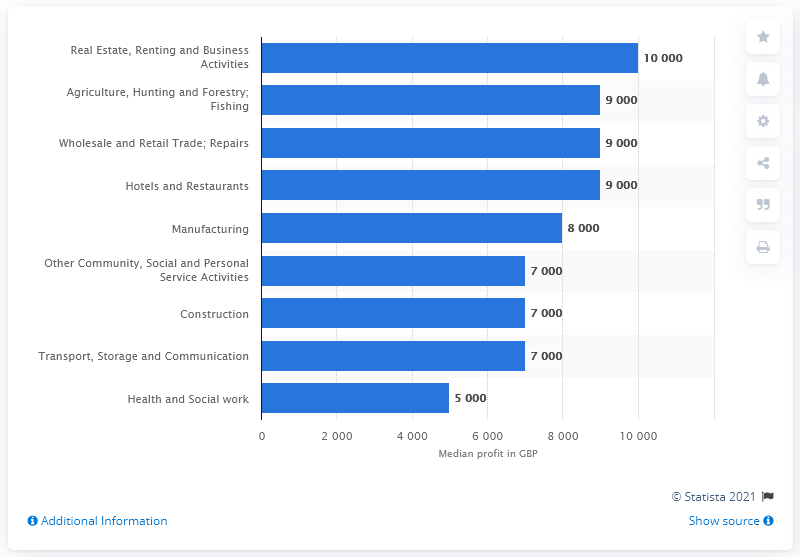 Real Estate, Renting and Business
Activities
10 000
Agriculture, Hunting and Forestry;
Fishing
9 000
Wholesale and Retail Trade; Repairs
9 000
Hotels and Restaurants
9 000
Manufacturing
8 000
Other Community, Social and Personal
Service Activities
7 000
Construction
7 000
Transport, Storage and Communication
7 000
Health and Social work
5 000
0 2 000 4 000 6 000 8 000 10 000
Median profit in GBP
© Statista 2021
Additional Information
Show source